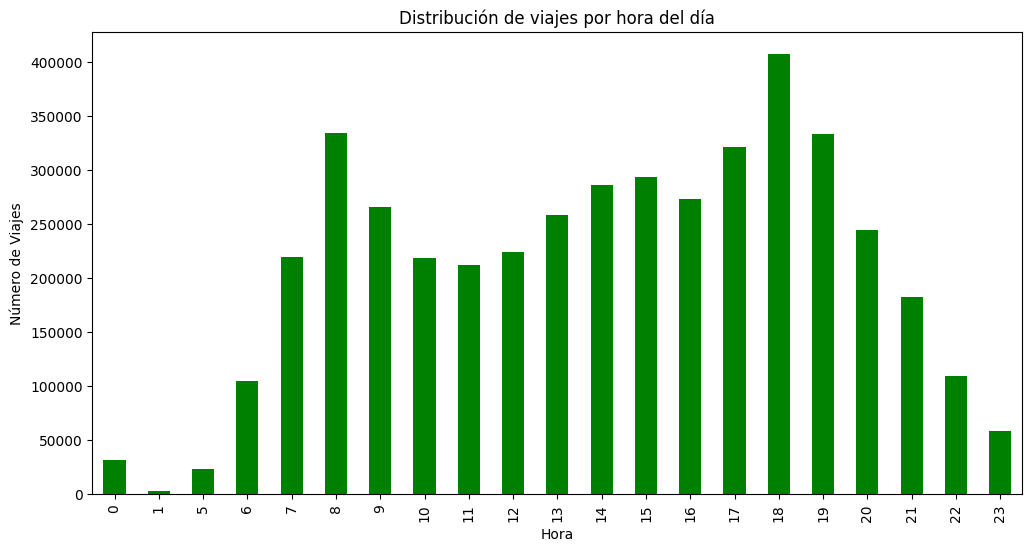 Distribución de viajes por hora del día
Número de Viajes
400000
350000
300000
250000
200000
150000
100000
50000
0
0 1 5 6 7 8 9 10 11 12 13 14 15 16 17 18 19 20 21 22 23
Hora